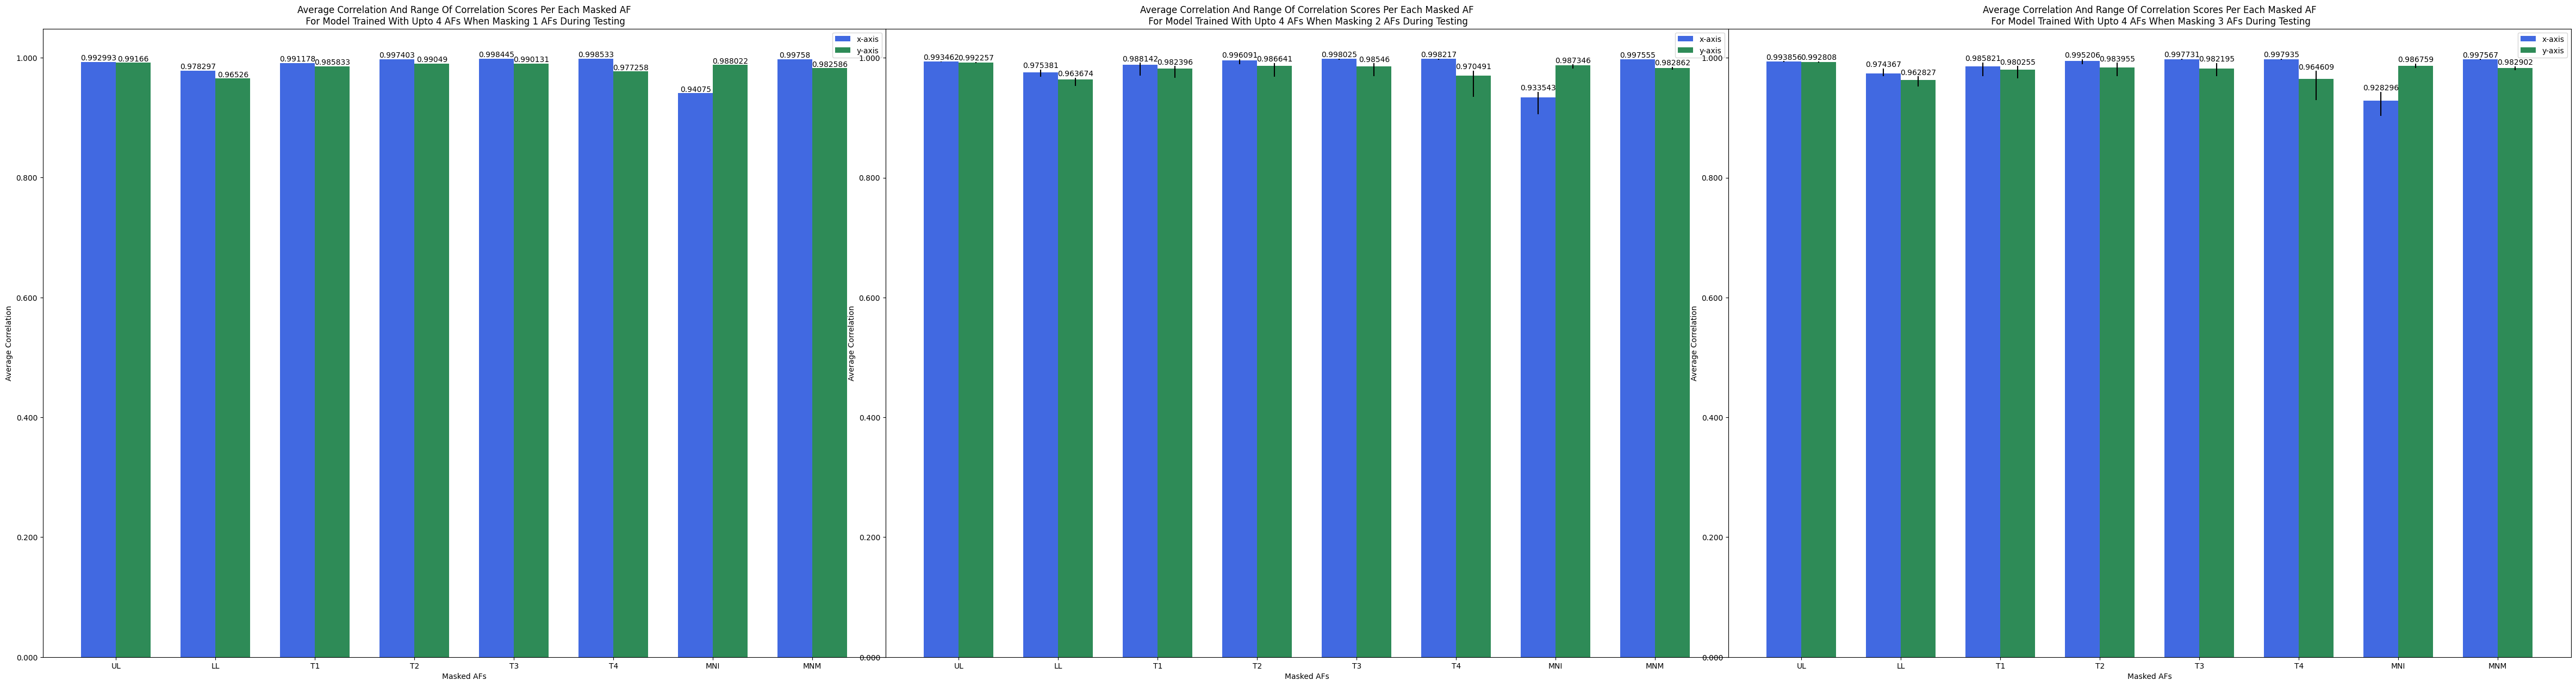 Average Correlation And Range Of Correlation Scores Per Each Masked AF
For Model Trained With Upto 4 AFs When Masking 1 AFs During Testing
x-axis
y-axis
1.000
0.800
0.600
0.400
0.200
0.000
Average Correlation
0.992993 0.99166
0.978297 0.96526
0.991178 0.985833
0.997403 0.99049
0.998445 0.990131
0.998533 0.977258
0.94075 0.988022
0.99758 0.982586
UL LL T1 T2 T3 T4 MNI MNM
Masked AFs
Average Correlation And Range Of Correlation Scores Per Each Masked AF
For Model Trained With Upto 4 AFs When Masking 2 AFs During Testing
x-axis
y-axis
1.000
0.800
0.600
0.400
0.200
0.000
Average Correlation
0.993462 0.992257
0.975381 0.963674
0.988142 0.982396
0.996091 0.986641
0.998025 0.98546
0.998217 0.970491
0.933543 0.987346
0.997555 0.982862
UL LL T1 T2 T3 T4 MNI MNM
Masked AFs
Average Correlation And Range Of Correlation Scores Per Each Masked AF
For Model Trained With Upto 4 AFs When Masking 3 AFs During Testing
x-axis
y-axis
1.000
0.800
0.600
0.400
0.200
0.000
Average Correlation
0.993856 0.992808
0.974367 0.962827
0.985821 0.980255
0.995206 0.983955
0.997731 0.982195
0.997935 0.964609
0.928296 0.986759
0.997567 0.982902
UL LL T1 T2 T3 T4 MNI MNM
Masked AFs